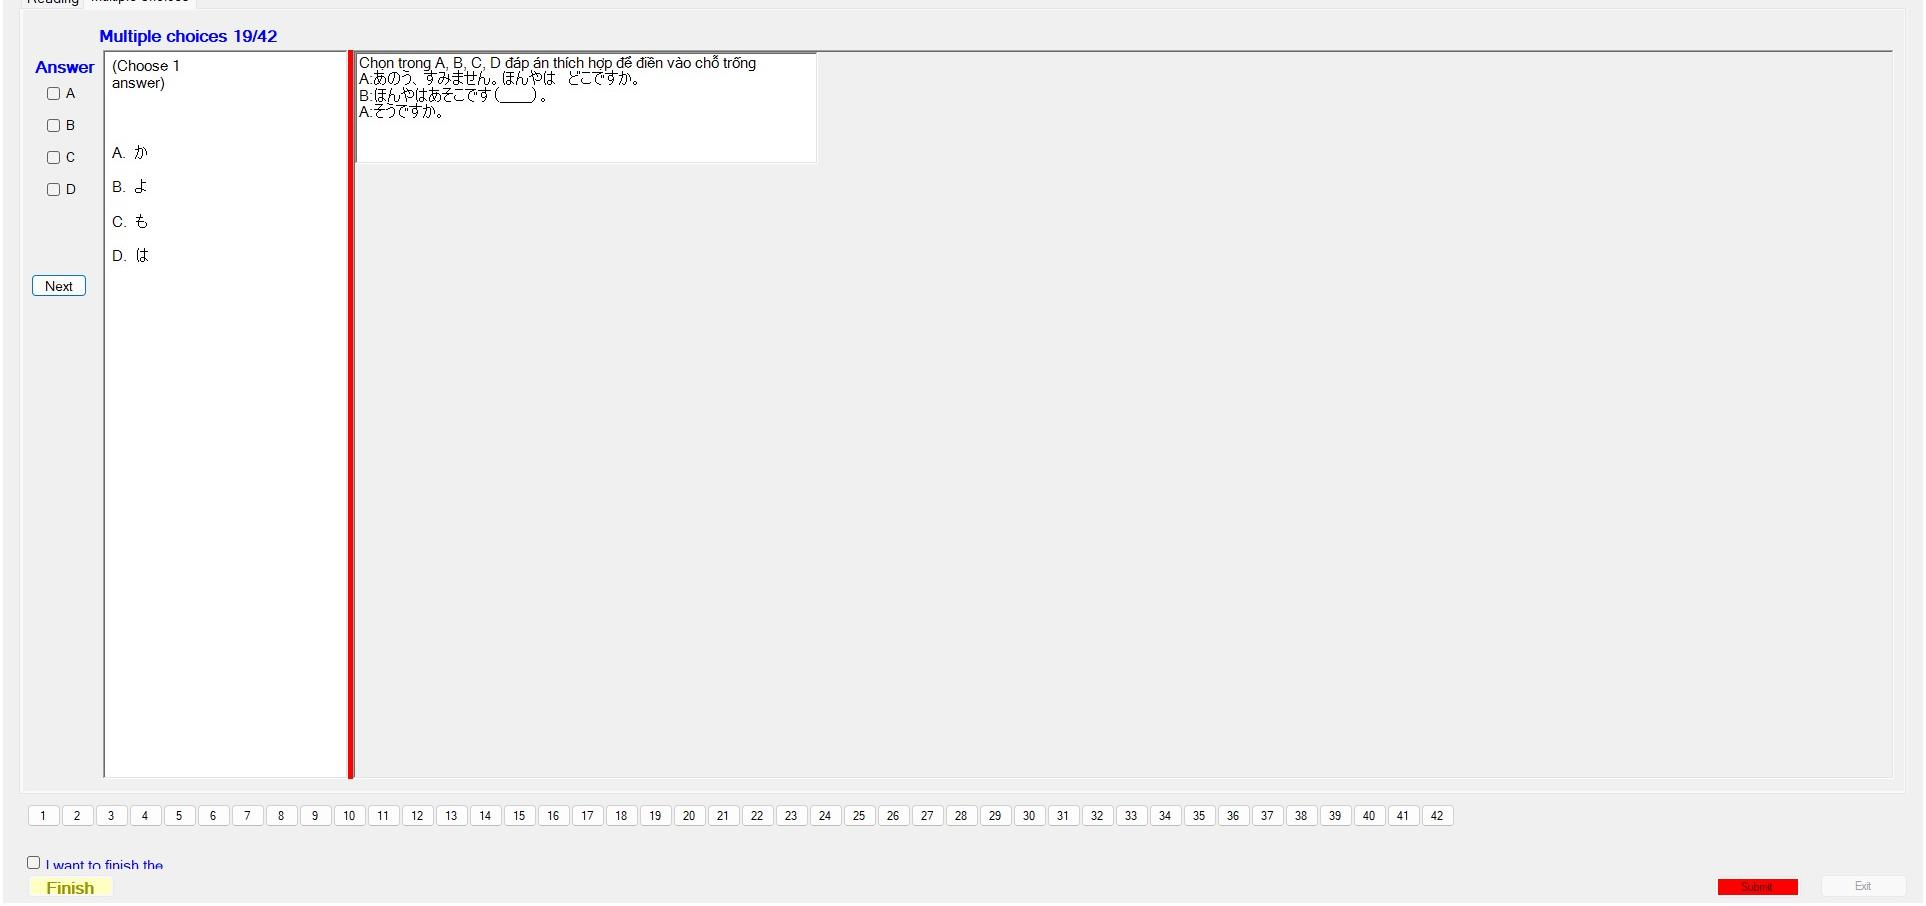 Multiple choices 19/42
Answer
A
B
C
D
Next
(Choose 1
answer)
A. か
B. よ
C. も
D. は
Chọn trong A, B, C, D đáp án thích hợp để điền vào chỗ trống
A:あのう、すみません。ほんやは　どこですか。
B:ほんやはあそこです(____)。
A:そうですか。
1 2 3 4 5 6 7 8 9 10 11 12 13 14 15 16 17 18 19 20 21 22 23 24 25 26 27 28 29 30 31 32 33 34 35 36 37 38 39 40 41 42
I want to finish the
Finish
Submit
Exit